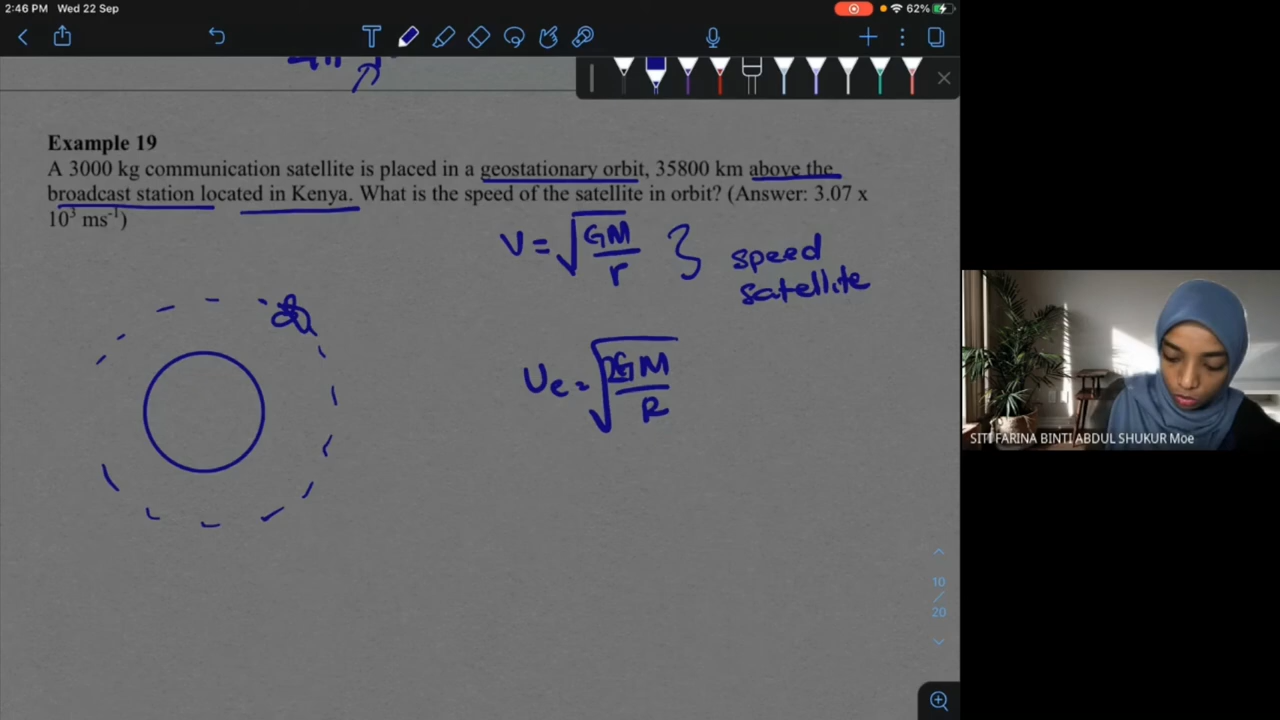 2:46 PM Wed 22 Sep
62%
T
Example 19
A 3000 kg communication satellite is placed in a geostationary orbit, 35800 km above the
broadcast station located in Kenya. What is the speed of the satellite in orbit? (Answer: 3.07 x
10³ ms⁻¹)
V = √(GM/r) } speed
satellite
Ve = √(2GM/R)
SITI FARINA BINTI ABDUL SHUKUR Moe
10
/
20